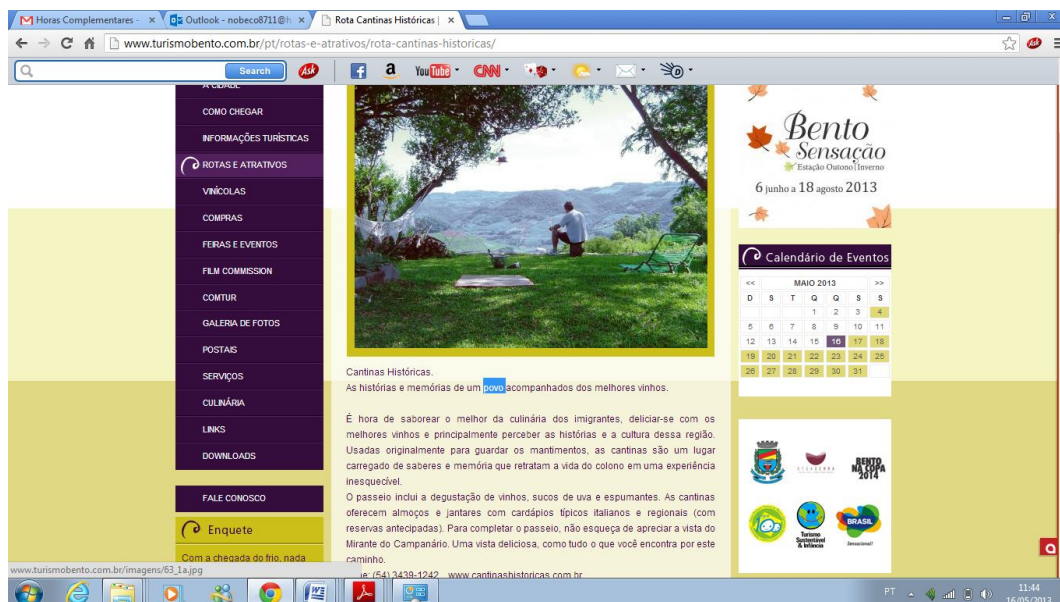 Horas Complementares -
Outlook - nobeco8711@h
Rota Cantinas Históricas |
www.turismobento.com.br/pt/rotas-e-atrativos/rota-cantinas-historicas/
Search
Ask
a
YouTube
CNN
A CIDADE
COMO CHEGAR
INFORMAÇÕES TURÍSTICAS
ROTAS E ATRATIVOS
VINÍCOLAS
COMPRAS
FEIRAS E EVENTOS
FILM COMMISSION
COMTUR
GALERIA DE FOTOS
POSTAIS
SERVIÇOS
CULINÁRIA
LINKS
DOWNLOADS
FALE CONOSCO
Enquete
Com a chegada do frio, nada
Cantinas Históricas.
As histórias e memórias de um povo acompanhados dos melhores vinhos.
É hora de saborear o melhor da culinária dos imigrantes, deliciar-se com os
melhores vinhos e principalmente perceber as histórias e a cultura dessa região.
Usadas originalmente para guardar os mantimentos, as cantinas são um lugar
carregado de saberes e memória que retratam a vida do colono em uma experiência
inesquecível.
O passeio inclui a degustação de vinhos, sucos de uva e espumantes. As cantinas
oferecem almoços e jantares com cardápios típicos italianos e regionais (com
reservas antecipadas). Para completar o passeio, não esqueça de apreciar a vista do
Mirante do Campanário. Uma vista deliciosa, como tudo o que você encontra por este
caminho.
(54) 3439-1242 www.cantinashistoricas.com.br
Bento
Sensação
Estação Outono|Inverno
6 junho a 18 agosto 2013
Calendário de Eventos
<< MAIO 2013 >>
D S T Q Q S S
1 2 3 4
5 6 7 8 9 10 11
12 13 14 15 16 17 18
19 20 21 22 23 24 25
26 27 28 29 30 31
BENTO
NA COPA
2014
Turismo
Sustentável
& Infância
BRASIL
Sensacional!
www.turismobento.com.br/imagens/63_1a.jpg
PT
11:44
16/05/2013